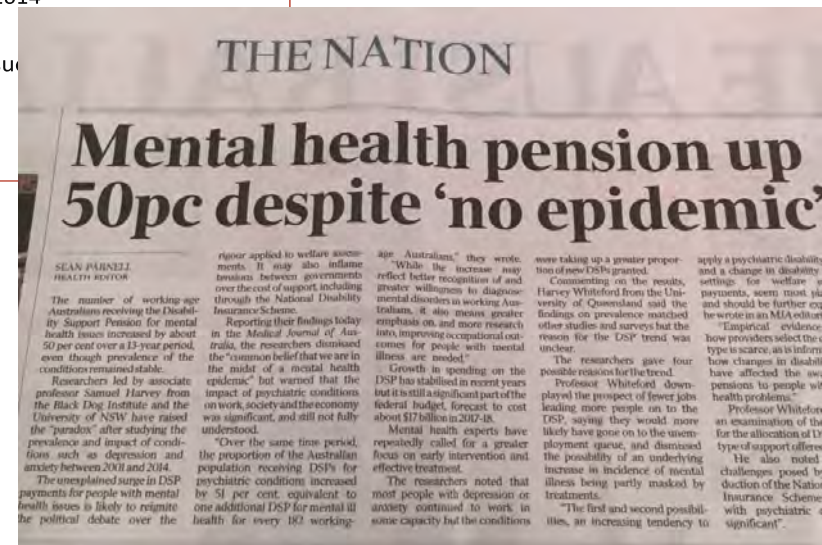 2014
THE NATION
Mental health pension up
50pc despite ‘no epidemic’
SEAN PARNELL
HEALTH EDITOR
The number of working-age
Australians receiving the Disabil-
ity Support Pension for mental
health issues increased by about
50 per cent over a 13-year period,
even though prevalence of the
conditions remained stable.
Researchers led by associate
professor Samuel Harvey from
the Black Dog Institute and the
University of NSW have raised
the “paradox” after studying the
prevalence and impact of condi-
tions such as depression and
anxiety between 2001 and 2014.
The unexplained surge in DSP
payments for people with mental
health issues is likely to reignite
the political debate over the
rigour applied to welfare assess-
ments. It may also inflame
tensions between governments
over the cost of support, including
through the National Disability
Insurance Scheme.
Reporting their findings today
in the Medical Journal of Aus-
tralia, the researchers dismissed
the “common belief that we are in
the midst of a mental health
epidemic” but warned that the
impact of psychiatric conditions
on work, society and the economy
was significant, and still not fully
understood.
“Over the same time period,
the proportion of the Australian
population receiving DSPs for
psychiatric conditions increased
by 51 per cent, equivalent to
one additional DSP for mental ill
health for every 182 working-
age Australians,” they wrote.
“While the increase may
reflect better recognition of and
greater willingness to diagnose
mental disorders in working Aus-
tralians, it also means greater
emphasis on, and more research
into, improving occupational out-
comes for people with mental
illness are needed.”
Growth in spending on the
DSP has stabilised in recent years
but it is still a significant part of the
federal budget, forecast to cost
about $17 billion in 2017-18.
Mental health experts have
repeatedly called for a greater
focus on early intervention and
effective treatment.
The researchers noted that
most people with depression or
anxiety continued to work in
some capacity but the conditions
were taking up a greater propor-
tion of new DSPs granted.
Commenting on the results,
Harvey Whiteford from the Uni-
versity of Queensland said the
findings on prevalence matched
other studies and surveys but the
reason for the DSP trend was
unclear.
The researchers gave four
possible reasons for the trend.
Professor Whiteford down-
played the prospect of fewer jobs
leading more people on to the
DSP, saying they would more
likely have gone on to the unem-
ployment queue, and dismissed
the possibility of an underlying
increase in incidence of mental
illness being partly masked by
treatments.
“The first and second possibil-
ities, an increasing tendency to
apply a psychiatric disability
and a change in disability
settings for welfare
payments, seem most
and should be further
he wrote in an MJA
“Empirical evidence
how providers select the
type is scarce, as is
how changes in
have affected the
pensions to people
health problems.”
Professor Whiteford
an examination of the
for the allocation of
type of support
He also noted
challenges posed
duction of the
Insurance Scheme
with psychiatric
significant”.